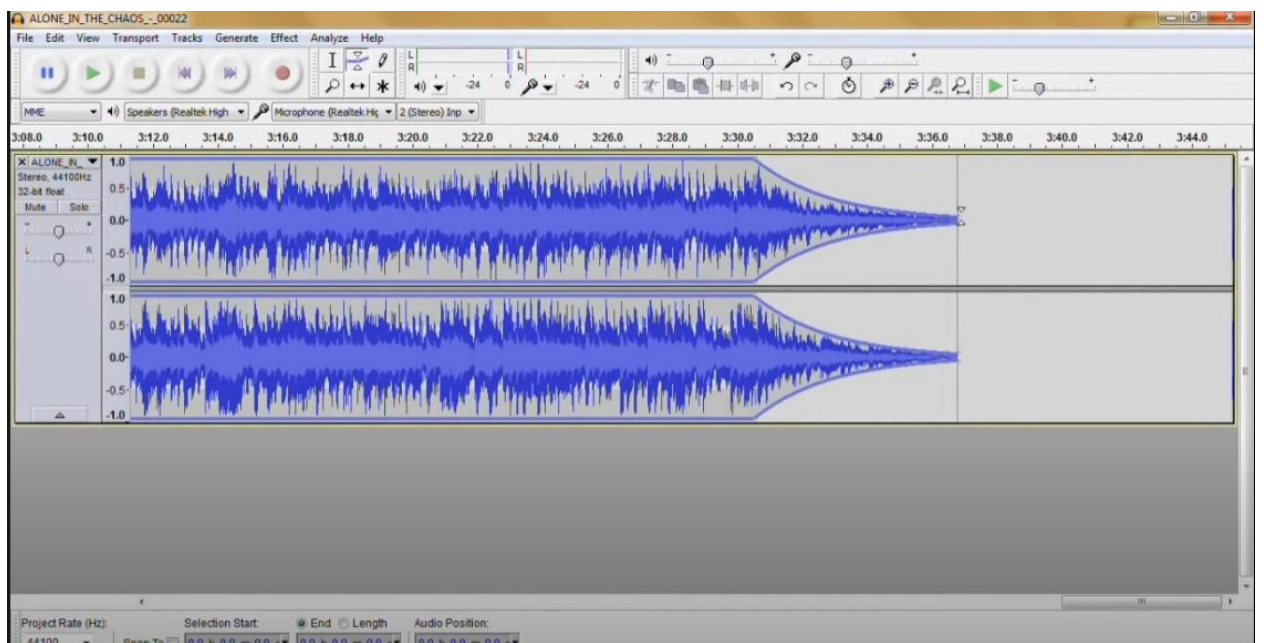 ALONE_IN_THE_CHAOS_-_00022
File Edit View Transport Tracks Generate Effect Analyze Help
L R -24 0 L R -24 0
MME Speakers (Realtek High Microphone (Realtek Hig 2 (Stereo) Inp
3:08.0 3:10.0 3:12.0 3:14.0 3:16.0 3:18.0 3:20.0 3:22.0 3:24.0 3:26.0 3:28.0 3:30.0 3:32.0 3:34.0 3:36.0 3:38.0 3:40.0 3:42.0 3:44.0
X ALONE_IN_ 1.0
Stereo, 44100Hz
32-bit float 0.5-
Mute Solo
- + 0.0-
L R -0.5-
-1.0
1.0
0.5-
0.0-
-0.5-
-1.0
Project Rate (Hz): Selection Start: End Length Audio Position:
44100 Snap To